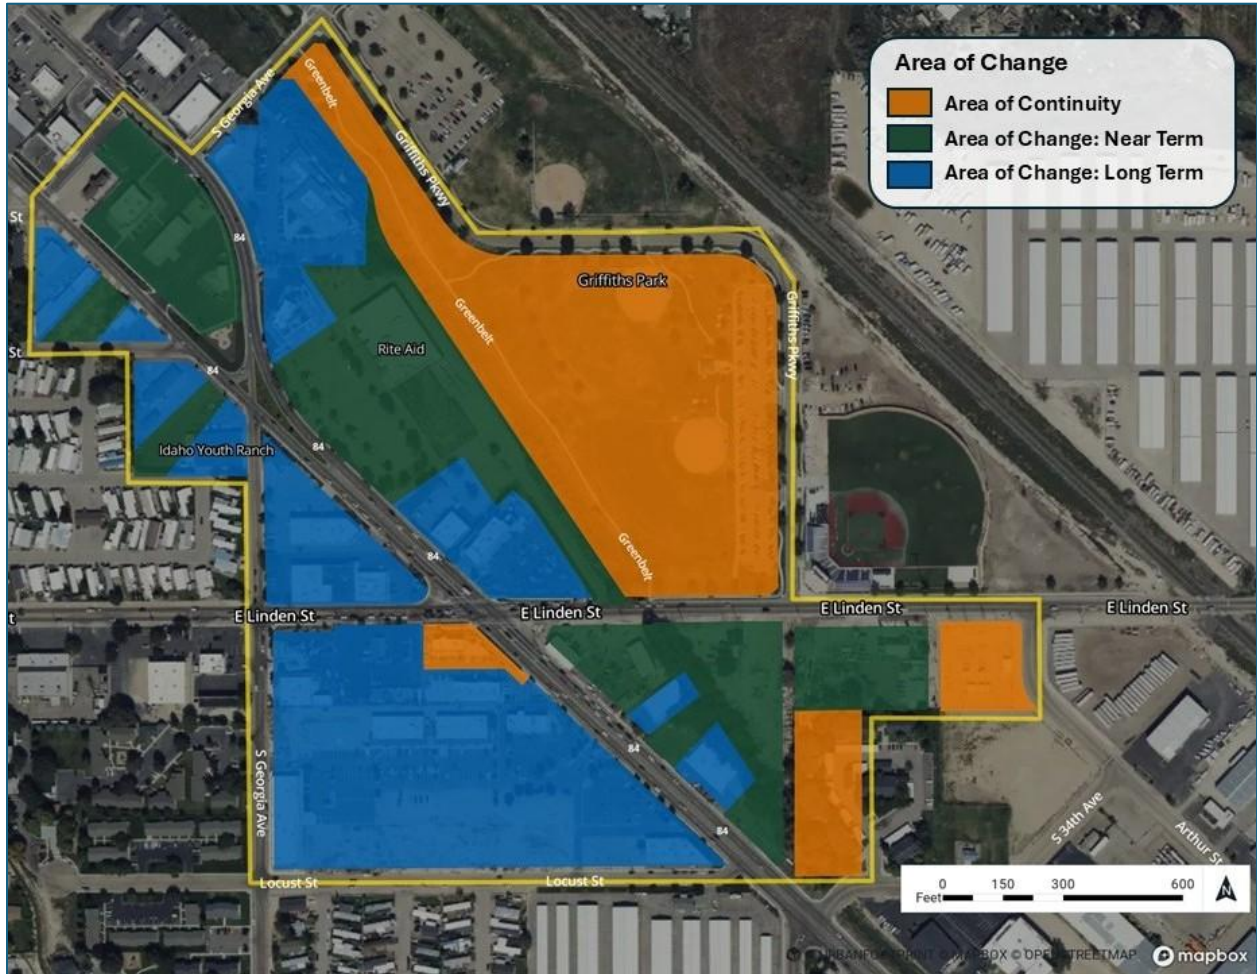 Area of Change
Area of Continuity
Area of Change: Near Term
Area of Change: Long Term
S Georgia Ave
Greenbelt
Griffiths Pkwy
St
84
Griffiths Park
Greenbelt
Griffiths Pkwy
St
Rite Aid
84
84
Idaho Youth Ranch
84
Greenbelt
t
E Linden St
E Linden St
E Linden St
E Linden St
84
S Georgia Ave
84
S 34th Ave
Arthur St
Locust St
Locust St
0 150 300 600
Feet
N
© MAPBOX © OPENSTREETMAP
mapbox